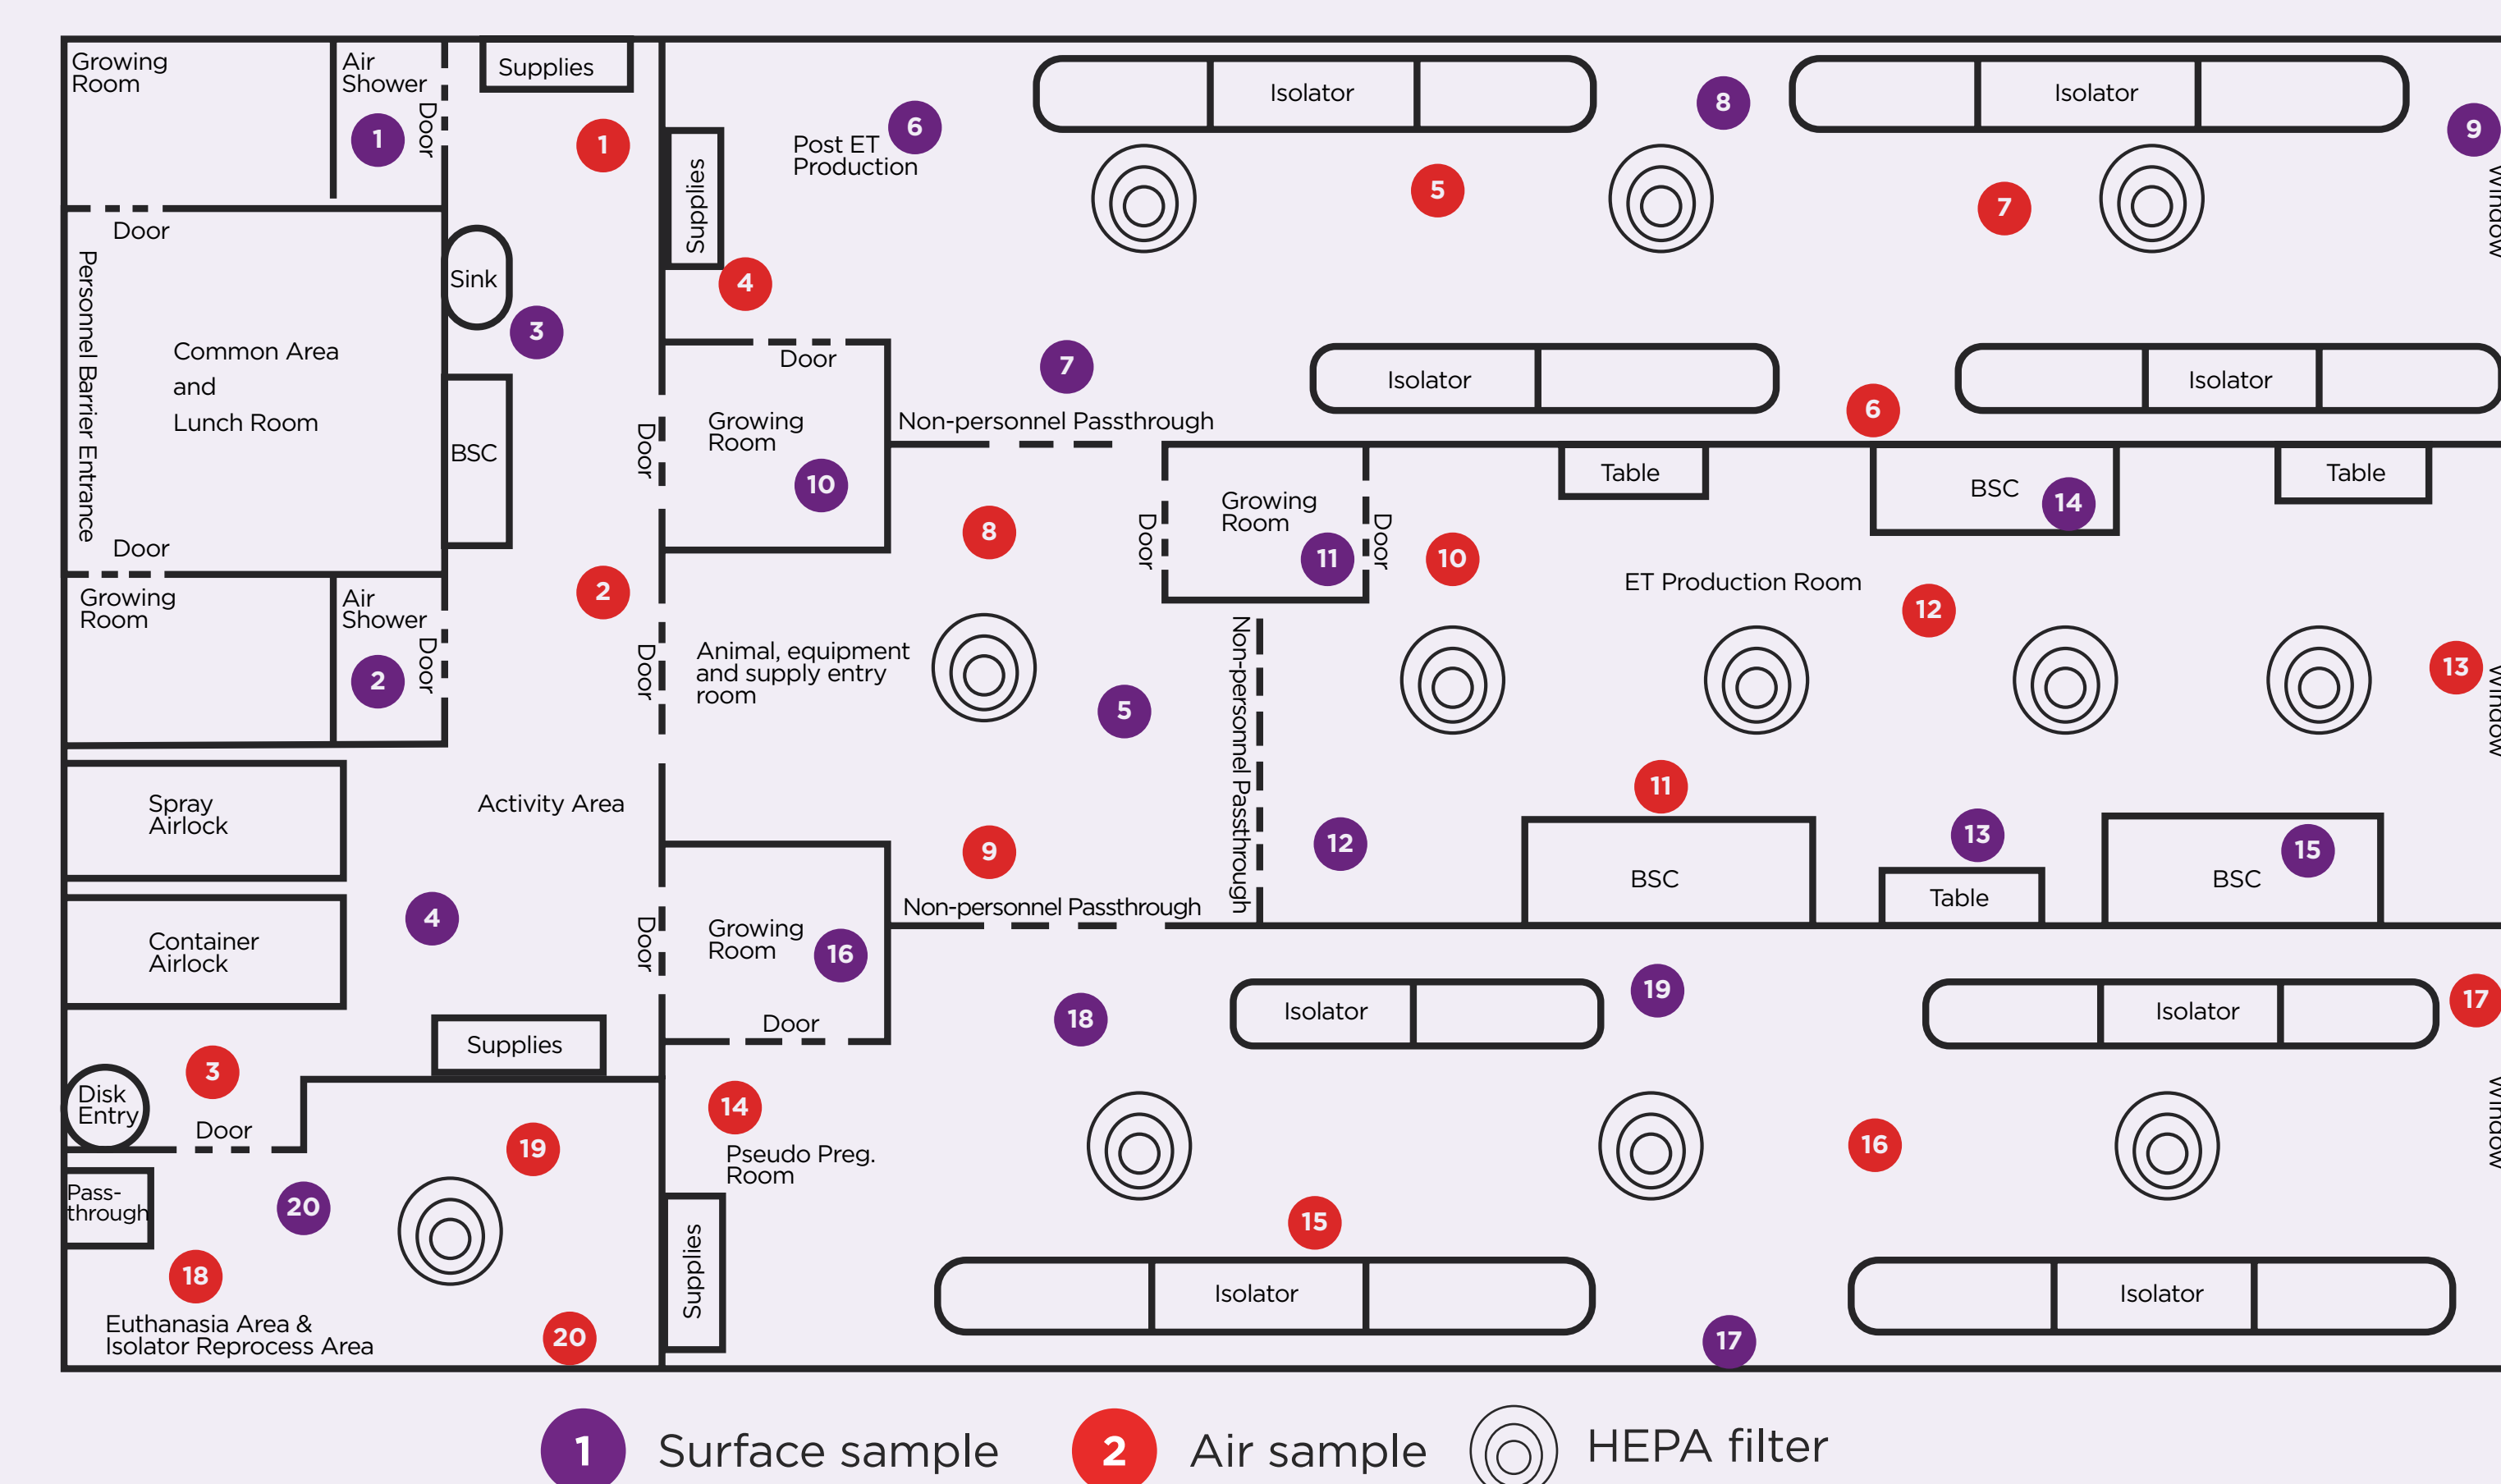 Growing
Room
Air
Shower
Door
1
Supplies
1
Door
Personnel Barrier Entrance
Common Area
and
Lunch Room
Sink
3
BSC
Door
Growing
Room
Air
Shower
Door
2
2
Spray
Airlock
Activity Area
Container
Airlock
4
Supplies
3
Disk
Entry
Door
Pass-
through
20
19
18
Euthanasia Area &
Isolator Reprocess Area
20
Supplies
4
Post ET
Production
6
Isolator
5
8
Isolator
7
9
Window
7
Isolator
6
Isolator
Door
Door
Growing
Room
10
Non-personnel Passthrough
8
Door
Animal, equipment
and supply entry
room
5
9
Non-personnel Passthrough
Door
Growing
Room
11
Door
Non-personnel Passthrough
10
Table
BSC
14
Table
ET Production Room
12
13
Window
12
11
BSC
13
Table
BSC
15
Door
Growing
Room
16
Door
14
Pseudo Preg.
Room
Supplies
18
Isolator
19
Isolator
17
Window
16
15
Isolator
17
Isolator
1 Surface sample
2 Air sample
HEPA filter